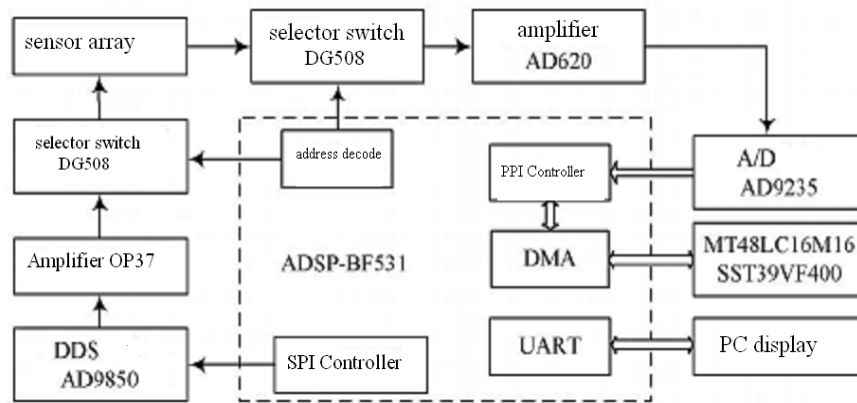 sensor array
selector switch
DG508
amplifier
AD620
selector switch
DG508
address decode
PPI Controller
A/D
AD9235
Amplifier OP37
ADSP-BF531
DMA
MT48LC16M16
SST39VF400
DDS
AD9850
SPI Controller
UART
PC display